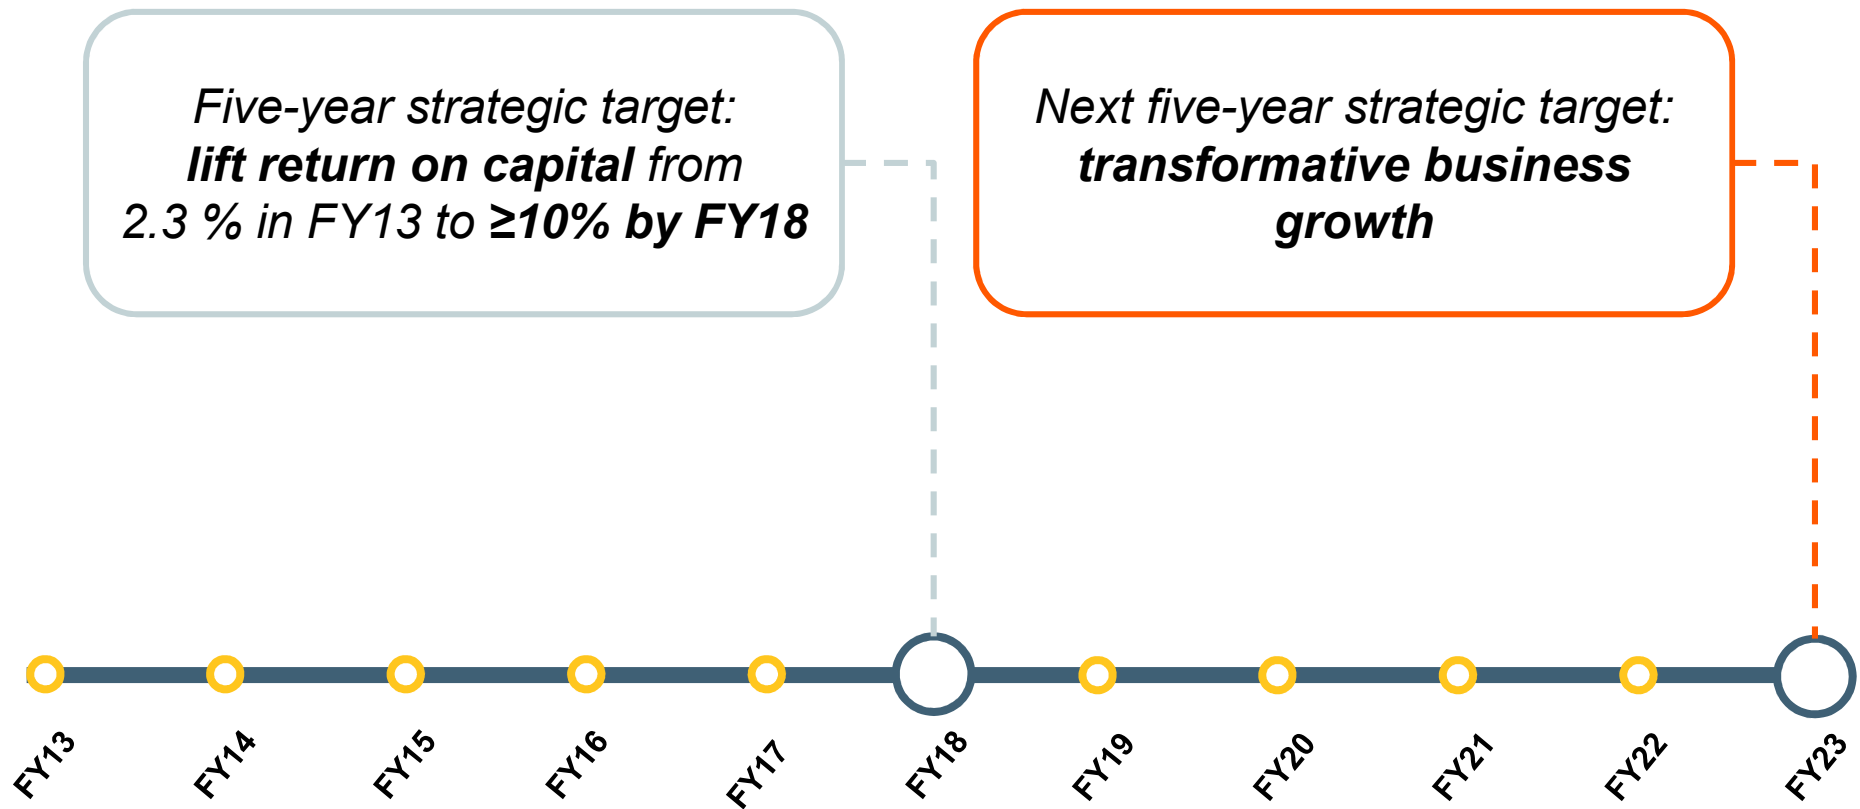 Five-year strategic target:
lift return on capital from
2.3 % in FY13 to ≥10% by FY18
Next five-year strategic target:
transformative business
growth
FY13
FY14
FY15
FY16
FY17
FY18
FY19
FY20
FY21
FY22
FY23